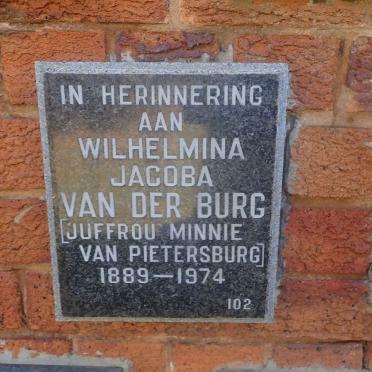 IN HERINNERING
AAN
WILHELMINA
JACOBA
VAN DER BURG
[JUFFROU MINNIE
VAN PIETERSBURG]
1889-1974
102